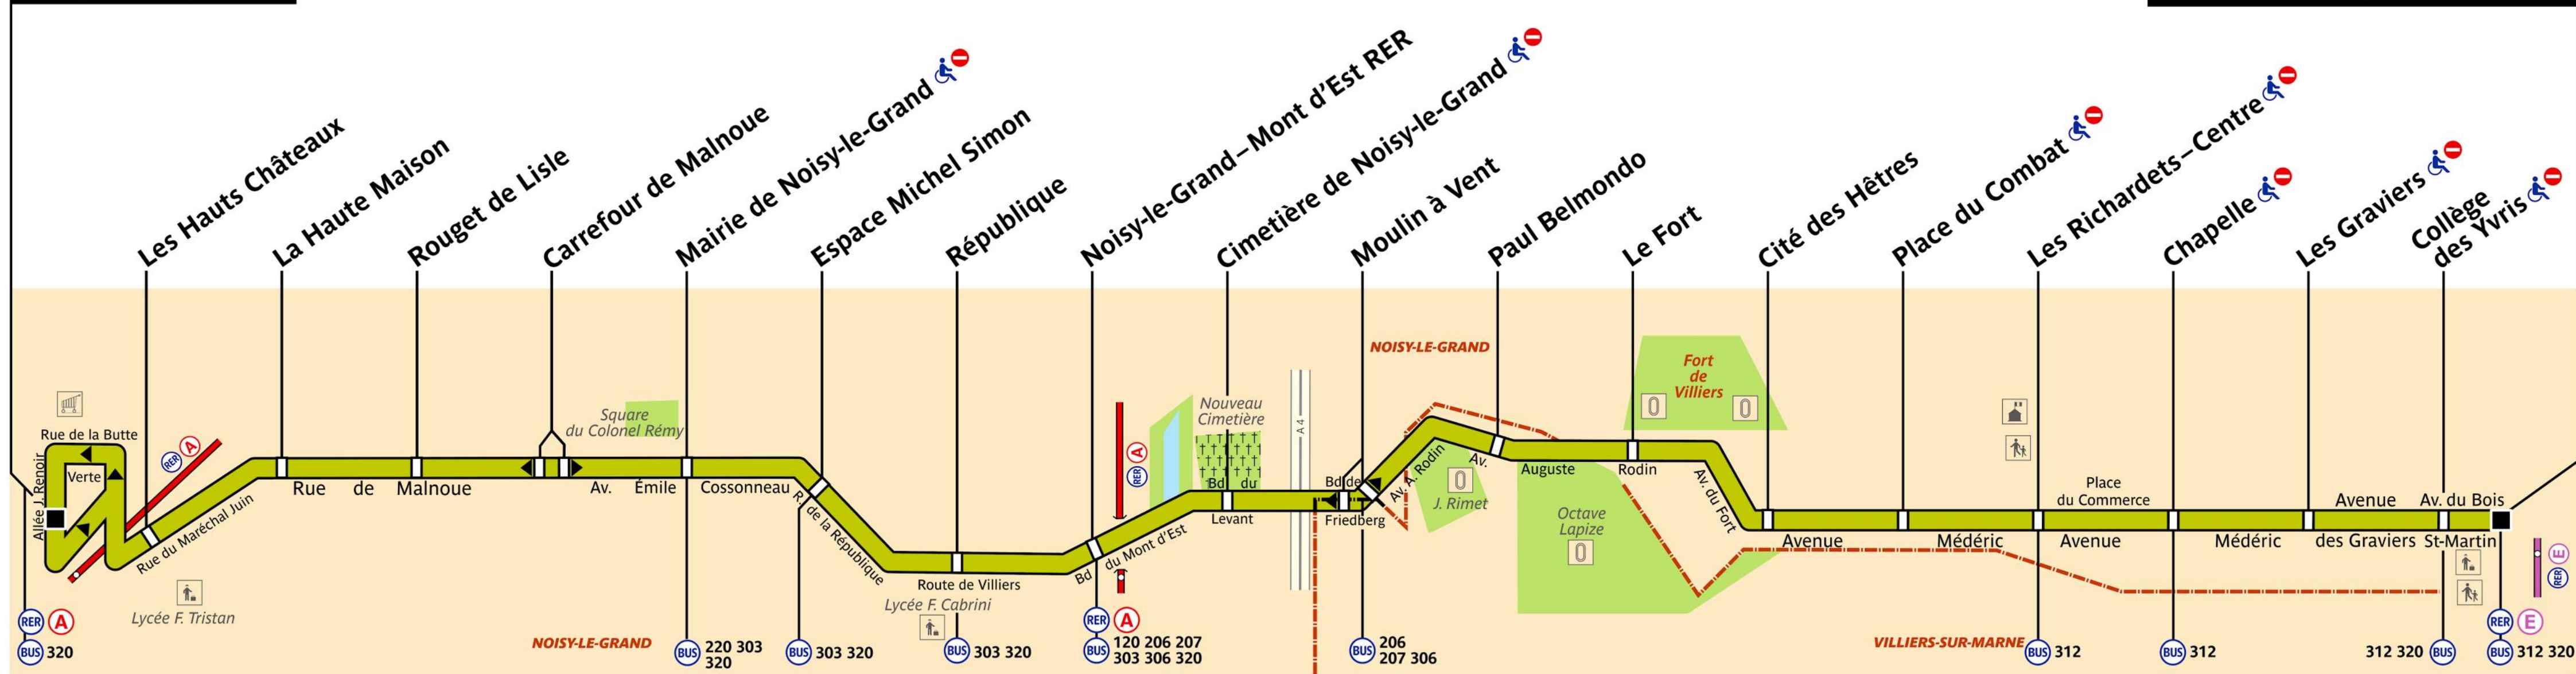 Les Hauts Châteaux
La Haute Maison
Rouget de Lisle
Carrefour de Malnoue
Mairie de Noisy-le-Grand
Espace Michel Simon
République
Noisy-le-Grand–Mont d'Est RER
Cimetière de Noisy-le-Grand
Moulin à Vent
Paul Belmondo
Le Fort
Cité des Hêtres
Place du Combat
Les Richardets–Centre
Chapelle
Les Graviers
Collège
des Yvris
NOISY-LE-GRAND
Fort
de
Villiers
Square
du Colonel Rémy
Nouveau
Cimetière
A4
Rue de la Butte
Verte
Allée J. Renoir
RER A
Rue du Maréchal Juin
Rue de Malnoue
Av. Émile Cossonneau
R. de la République
Route de Villiers
RER A
Bd du Mont d'Est
Bd du
Levant
Bd de
Friedberg
Av. A. Rodin
J. Rimet
Av. Auguste Rodin
Octave
Lapize
Av. du Fort
Avenue Médéric
Place
du Commerce
Avenue Médéric
Avenue
des Graviers
Av. du Bois
St-Martin
RER E
Lycée F. Tristan
Lycée F. Cabrini
NOISY-LE-GRAND
VILLIERS-SUR-MARNE
RER A
BUS 320
BUS 220 303
320
BUS 303 320
BUS 303 320
RER A
BUS 120 206 207
303 306 320
BUS 206
207 306
BUS 312
BUS 312
312 320 BUS
RER E
BUS 312 320